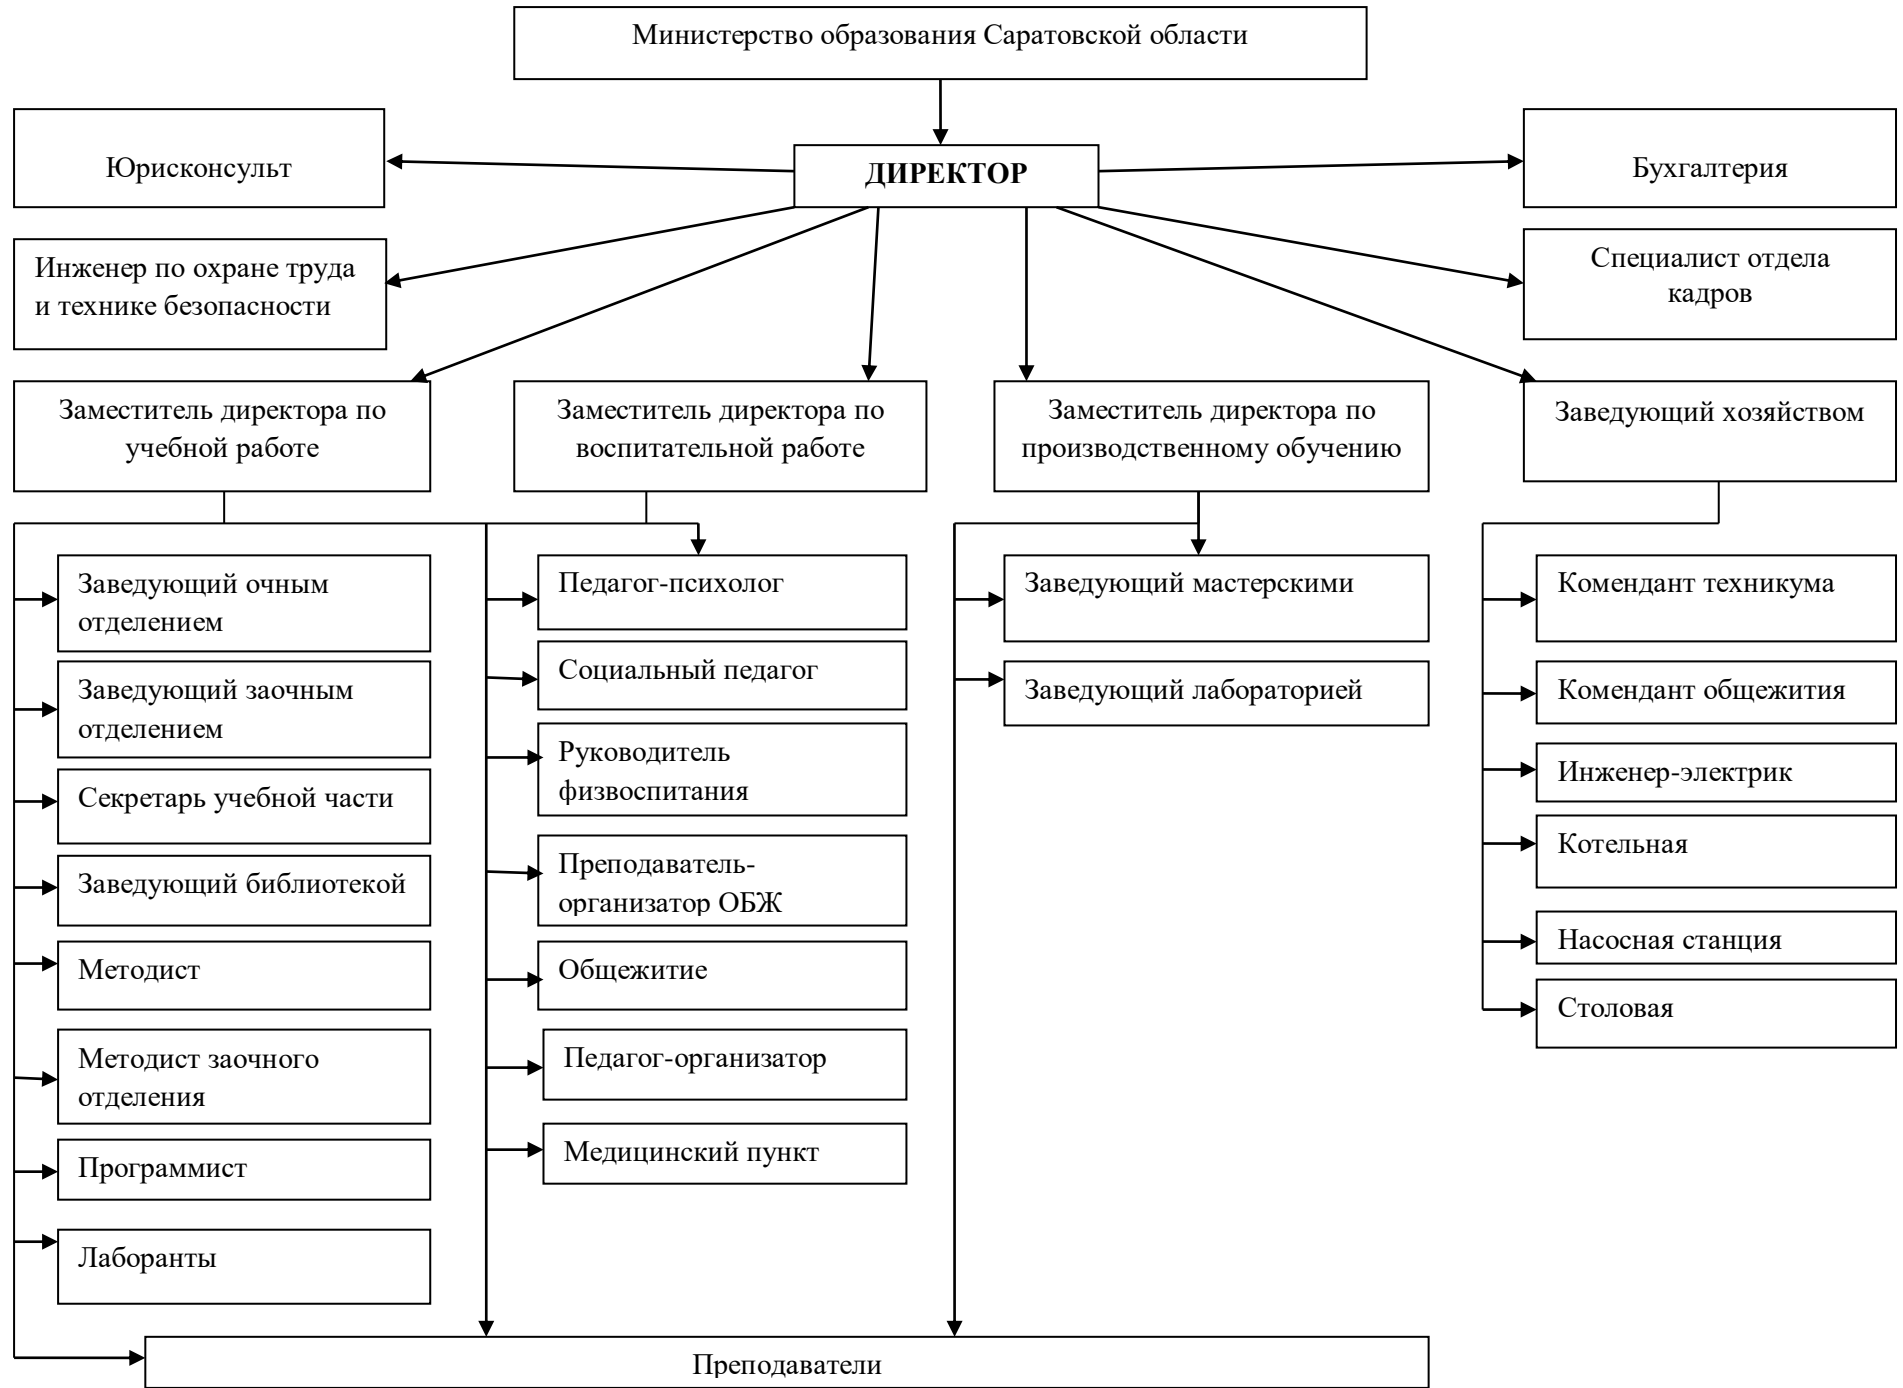 Министерство образования Саратовской области
Юрисконсульт
ДИРЕКТОР
Бухгалтерия
Инженер по охране труда
и технике безопасности
Специалист отдела
кадров
Заместитель директора по
учебной работе
Заместитель директора по
воспитательной работе
Заместитель директора по
производственному обучению
Заведующий хозяйством
Заведующий очным
отделением
Заведующий заочным
отделением
Секретарь учебной части
Заведующий библиотекой
Методист
Методист заочного
отделения
Программист
Лаборанты
Педагог-психолог
Социальный педагог
Руководитель
физвоспитания
Преподаватель-
организатор ОБЖ
Общежитие
Педагог-организатор
Медицинский пункт
Заведующий мастерскими
Заведующий лабораторией
Комендант техникума
Комендант общежития
Инженер-электрик
Котельная
Насосная станция
Столовая
Преподаватели